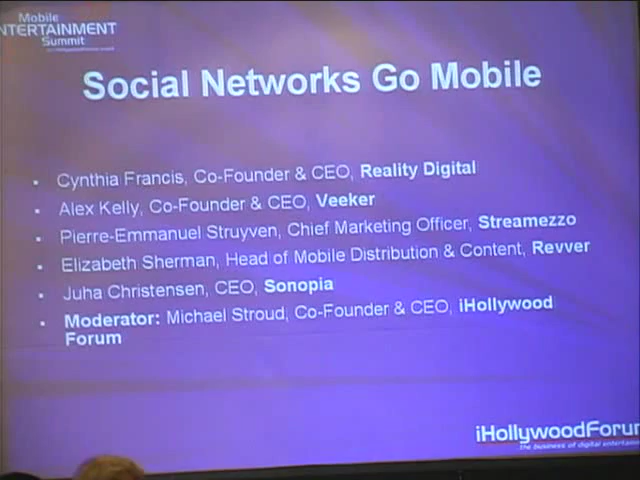 Mobile
ENTERTAINMENT
Summit
Social Networks Go Mobile
Cynthia Francis, Co-Founder & CEO, Reality Digital
Alex Kelly, Co-Founder & CEO, Veeker
Pierre-Emmanuel Struyven, Chief Marketing Officer, Streamezzo
Elizabeth Sherman, Head of Mobile Distribution & Content, Revver
Juha Christensen, CEO, Sonopia
Moderator: Michael Stroud, Co-Founder & CEO, iHollywood
Forum
iHollywoodForum
the business of digital entertain